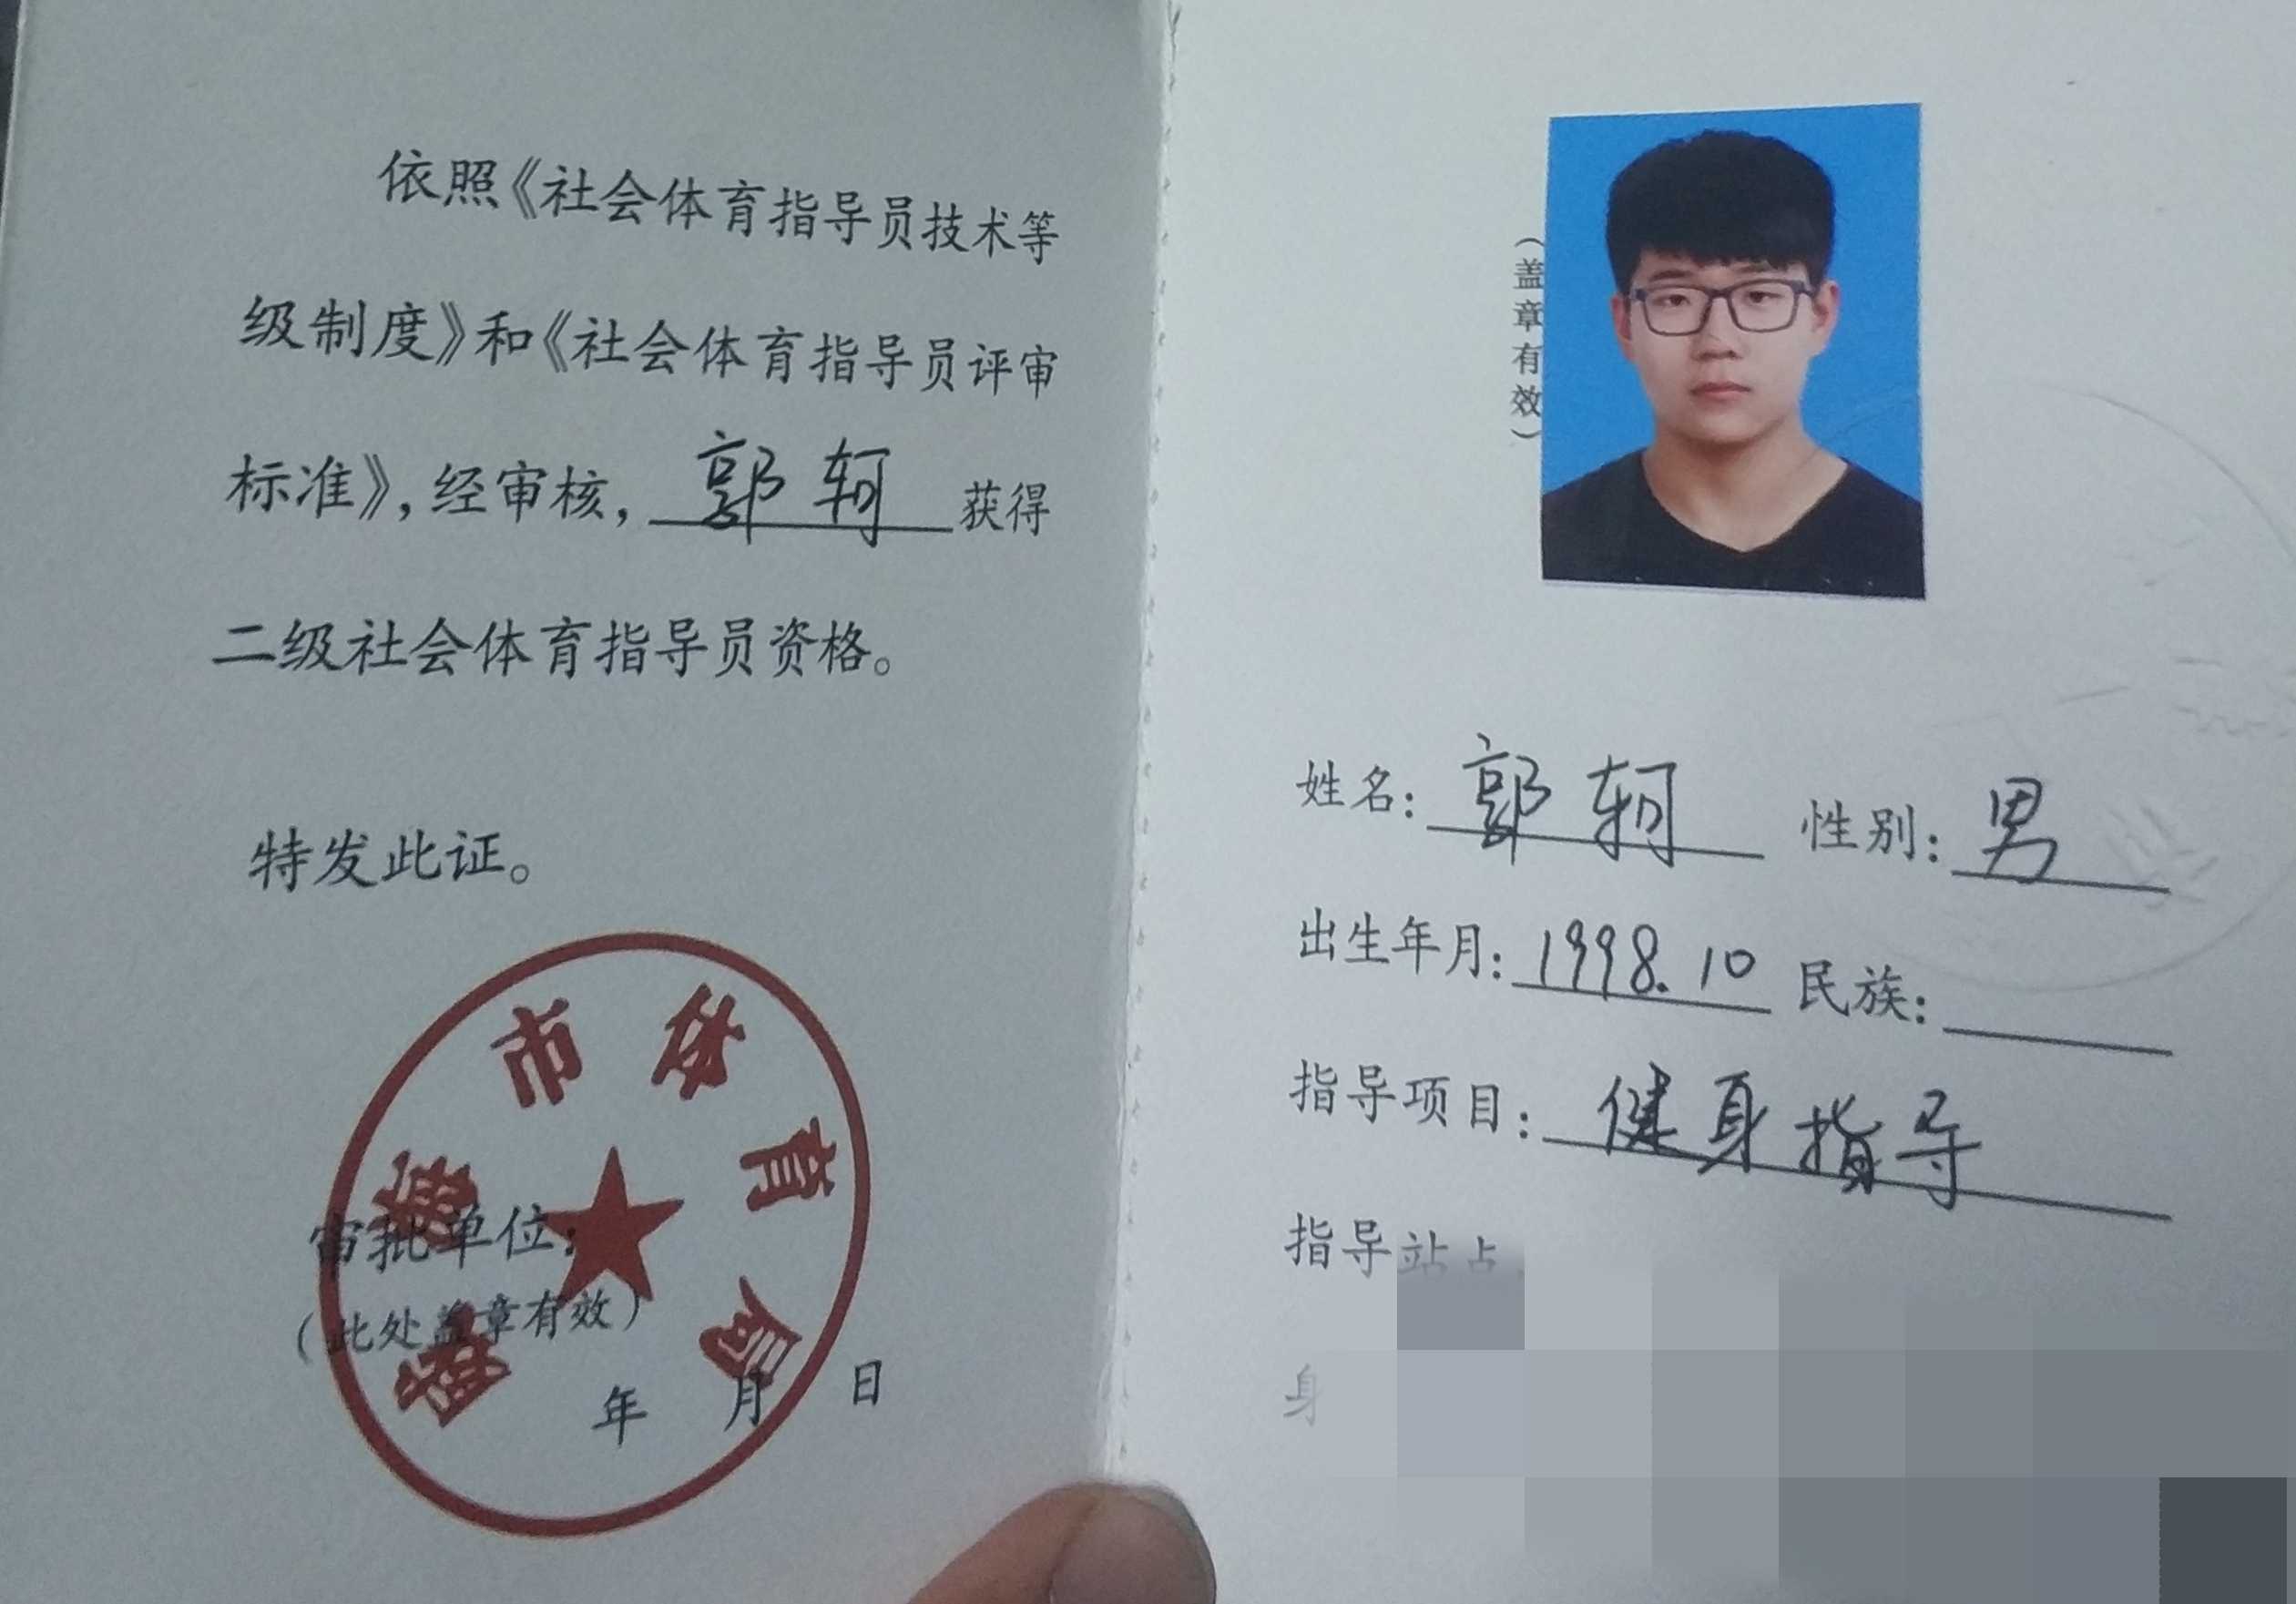 依照《社会体育指导员技术等
级制度》和《社会体育指导员评审
标准》，经审核，郭轲获得
二级社会体育指导员资格。
特发此证。
市体育局
审批单位：
（此处盖章有效）
年 月 日
（盖章有效）
姓名：郭轲 性别：男
出生年月：1998.10 民族：
指导项目：健身指导
指导站点
身